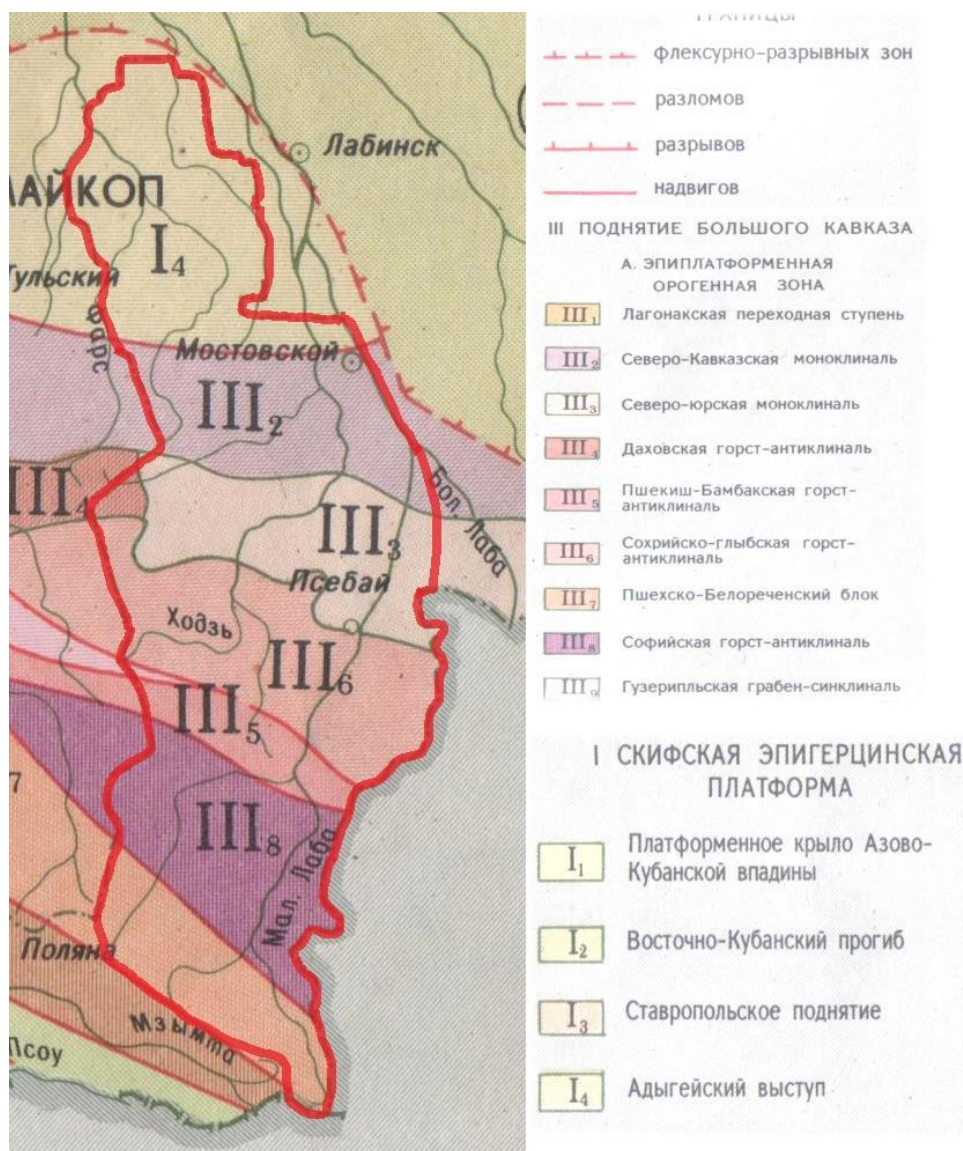 Лабинск
АЙКОП
I₄
Тульский
Фарс
Мостовской
III₂
III₄
Бол. Лаба
III₃
Псебай
Ходзь
III₆
III₅
7
III₈
Мал. Лаба
Поляна
Мзымта
Псоу
ГРАНИЦЫ
флексурно-разрывных зон
разломов
разрывов
надвигов
III ПОДНЯТИЕ БОЛЬШОГО КАВКАЗА
А. ЭПИПЛАТФОРМЕННАЯ
ОРОГЕННАЯ ЗОНА
III₁ Лагонакская переходная ступень
III₂ Северо-Кавказская моноклиналь
III₃ Северо-юрская моноклиналь
III₄ Даховская горст-антиклиналь
III₅ Пшекиш-Бамбакская горст-
антиклиналь
III₆ Сохрийско-глыбская горст-
антиклиналь
III₇ Пшехско-Белореченский блок
III₈ Софийская горст-антиклиналь
III₉ Гузерипльская грабен-синклиналь
I СКИФСКАЯ ЭПИГЕРЦИНСКАЯ
ПЛАТФОРМА
I₁ Платформенное крыло Азово-
Кубанской впадины
I₂ Восточно-Кубанский прогиб
I₃ Ставропольское поднятие
I₄ Адыгейский выступ